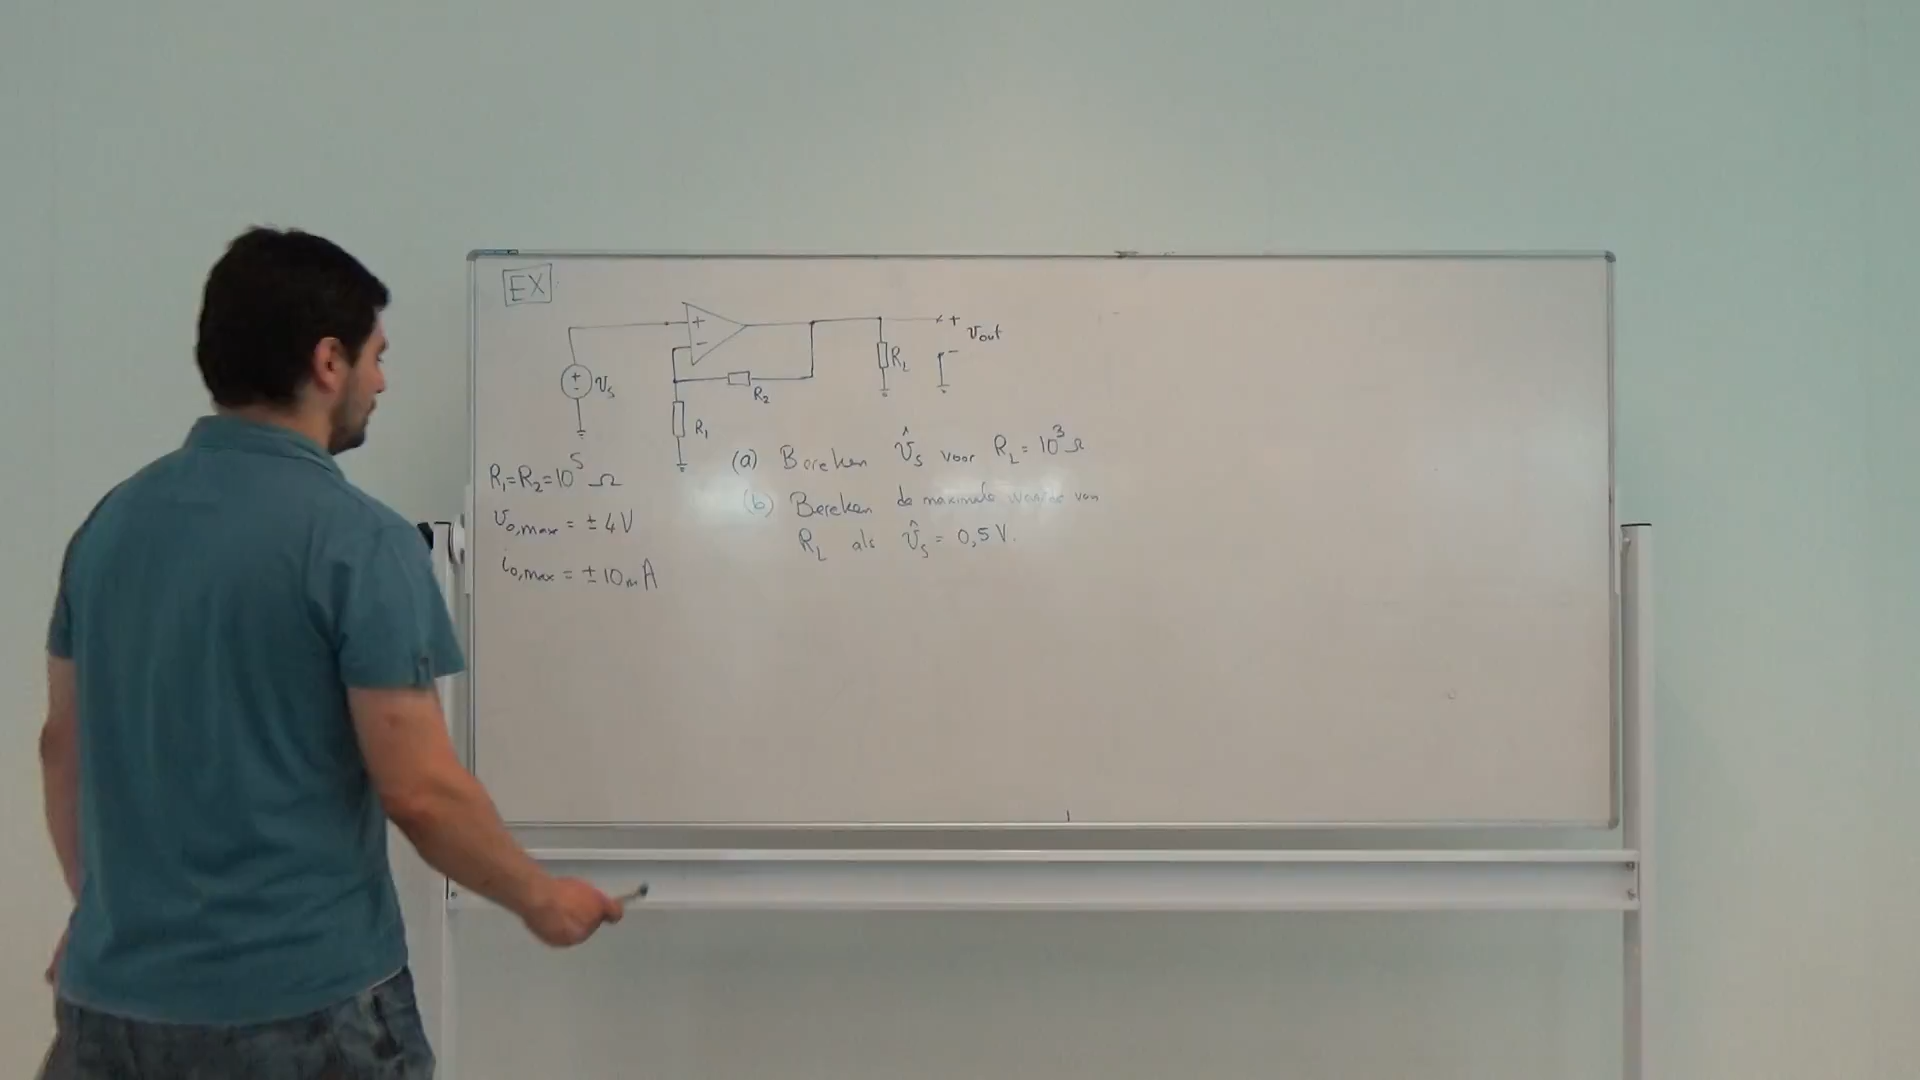 EX
+
-
+
-
v_s
+
-
v_out
R_L
R_2
R_1
R_1=R_2=10^5 Ω
v_o,max = ± 4V
i_o,max = ± 10mA
(a) Bereken v̂_s voor R_L = 10^3 Ω
(b) Bereken de maximale waarde van
R_L als v̂_s = 0,5 V.